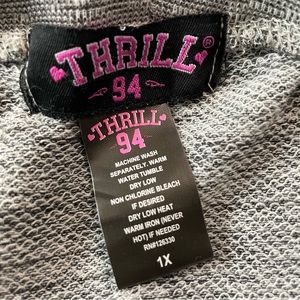 THRILL®
94
THRILL
94
MACHINE WASH
SEPARATELY. WARM
WATER TUMBLE
DRY LOW
NON CHLORINE BLEACH
IF DESIRED
DRY LOW HEAT
WARM IRON (NEVER
HOT) IF NEEDED
RN#126330
1X